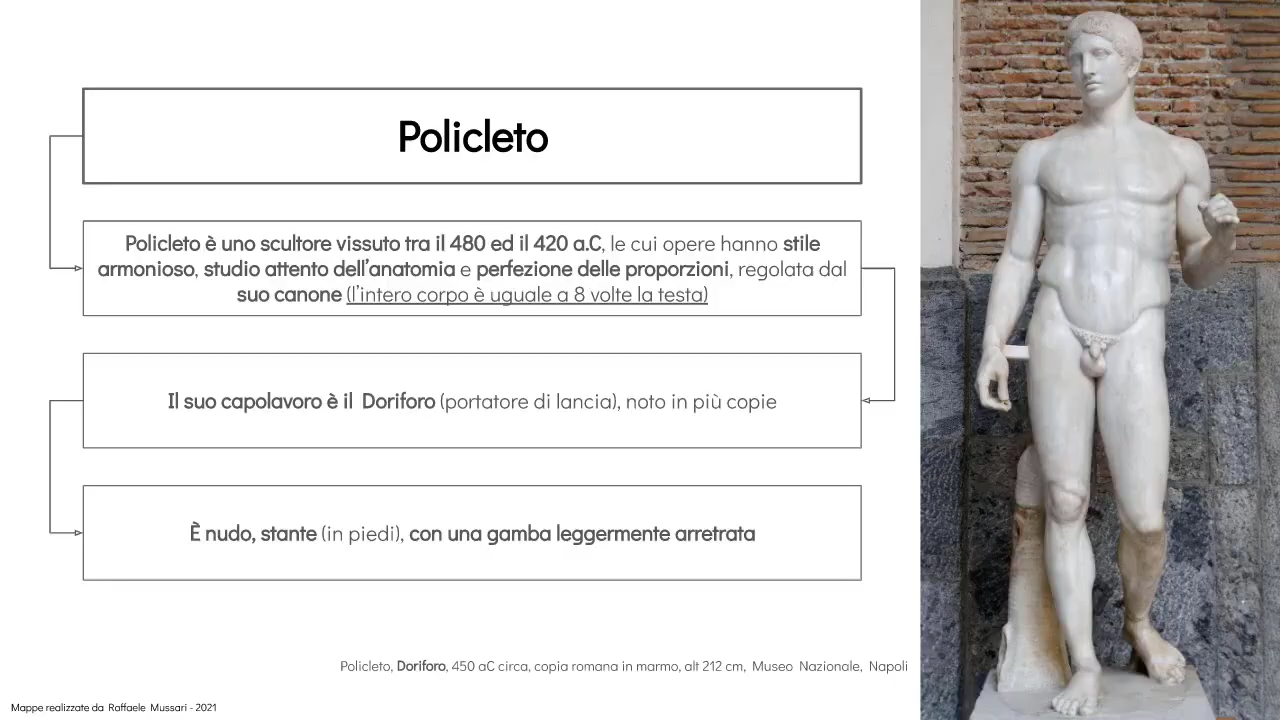 Policleto
Policleto è uno scultore vissuto tra il 480 ed il 420 a.C, le cui opere hanno stile
armonioso, studio attento dell'anatomia e perfezione delle proporzioni, regolata dal
suo canone (l'intero corpo è uguale a 8 volte la testa)
Il suo capolavoro è il Doriforo (portatore di lancia), noto in più copie
È nudo, stante (in piedi), con una gamba leggermente arretrata
Policleto, Doriforo, 450 aC circa, copia romana in marmo, alt 212 cm, Museo Nazionale, Napoli
Mappe realizzate da Raffaele Mussari - 2021